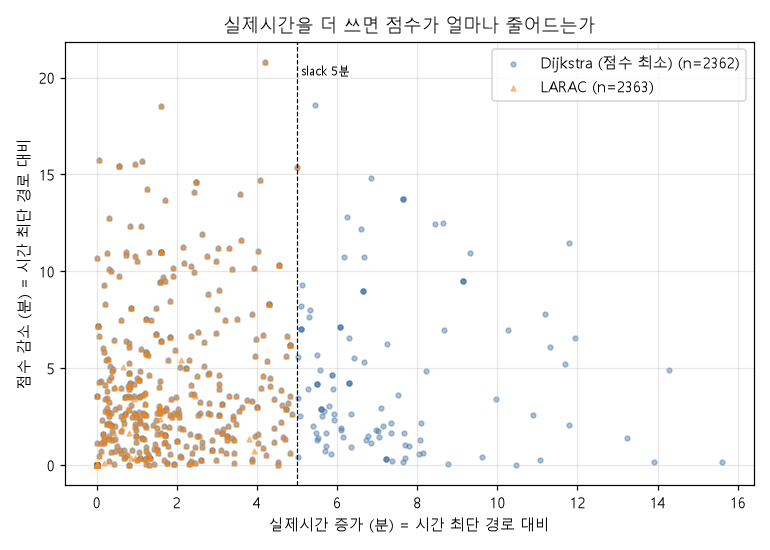 실제시간을 더 쓰면 점수가 얼마나 줄어드는가
Dijkstra (점수 최소) (n=2362)
LARAC (n=2363)
slack 5분
점수 감소 (분) = 시간 최단 경로 대비
20
15
10
5
0
0 2 4 6 8 10 12 14 16
실제시간 증가 (분) = 시간 최단 경로 대비